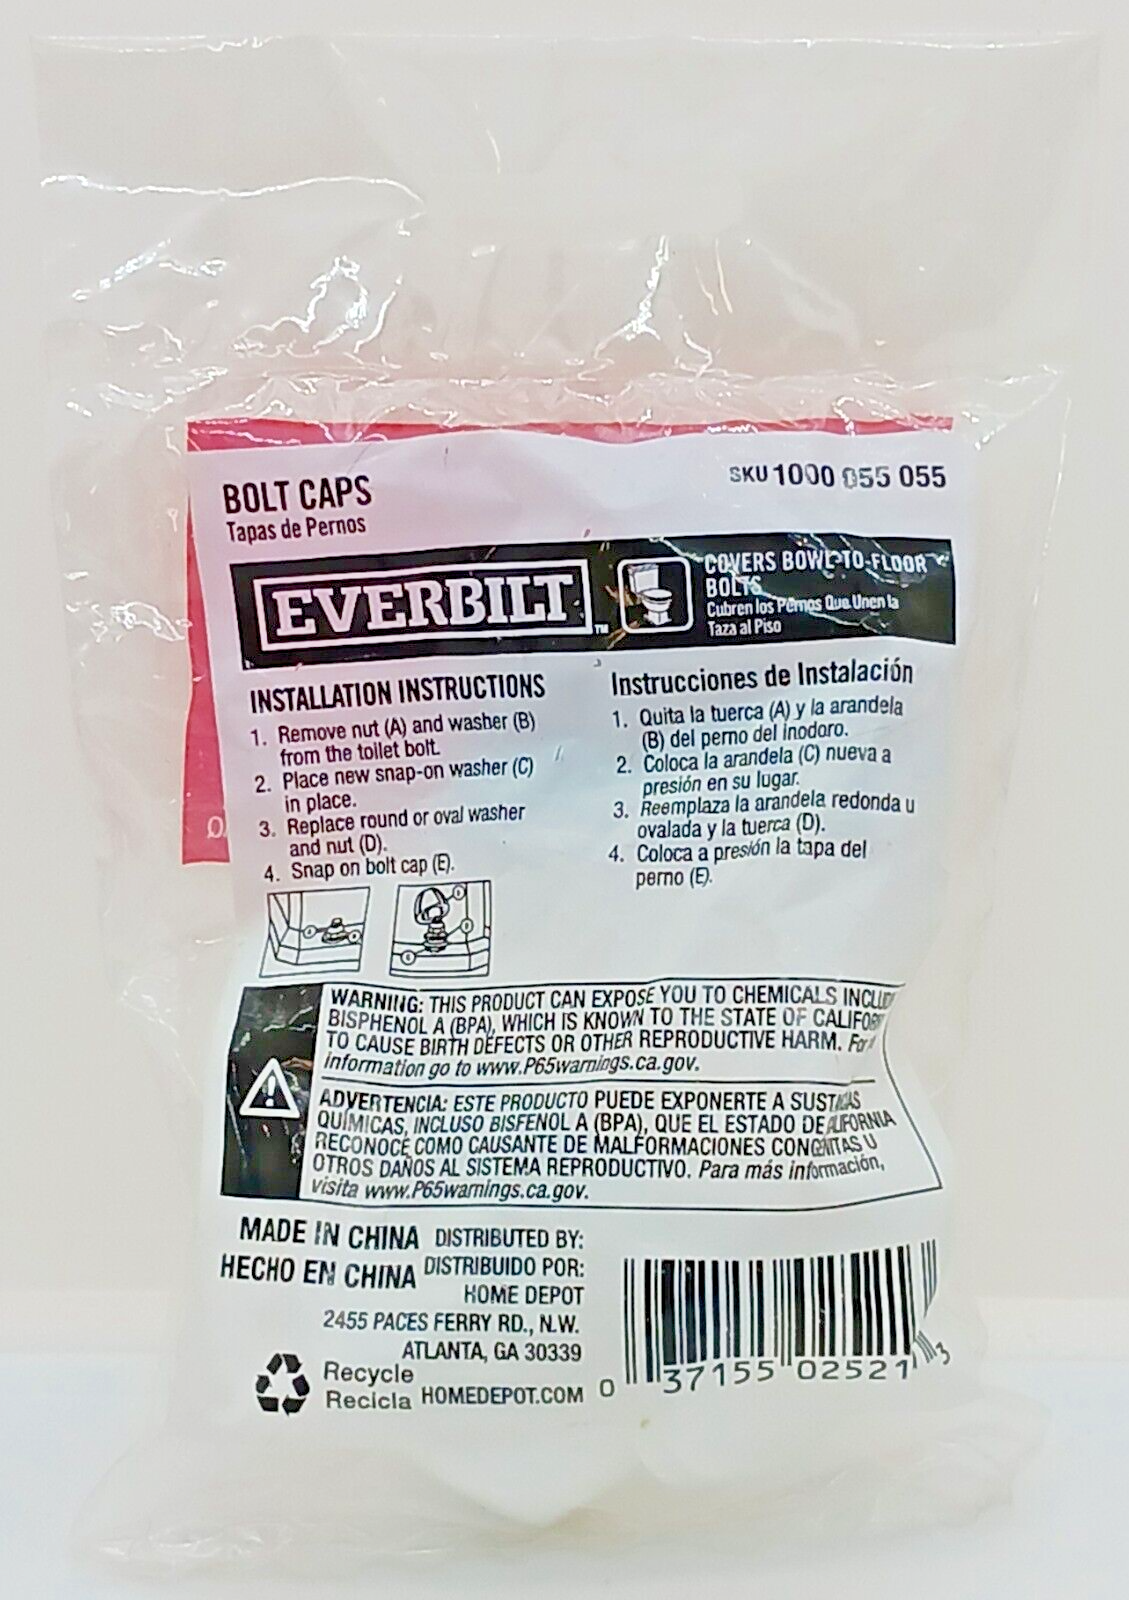 BOLT CAPS
Tapas de Pernos
SKU 1000 055 055
EVERBILT™
COVERS BOWL-TO-FLOOR
BOLTS
Cubren los Pernos Que Unen la
Taza al Piso
INSTALLATION INSTRUCTIONS
1. Remove nut (A) and washer (B)
from the toilet bolt.
2. Place new snap-on washer (C)
in place.
3. Replace round or oval washer
and nut (D).
4. Snap on bolt cap (E).
Instrucciones de Instalación
1. Quita la tuerca (A) y la arandela
(B) del perno del inodoro.
2. Coloca la arandela (C) nueva a
presión en su lugar.
3. Reemplaza la arandela redonda u
ovalada y la tuerca (D).
4. Coloca a presión la tapa del
perno (E).
WARNING: THIS PRODUCT CAN EXPOSE YOU TO CHEMICALS
BISPHENOL A (BPA), WHICH IS KNOWN TO THE STATE OF
TO CAUSE BIRTH DEFECTS OR OTHER REPRODUCTIVE HARM.
information go to www.P65warnings.ca.gov.
ADVERTENCIA: ESTE PRODUCTO PUEDE EXPONERTE A
QUÍMICAS, INCLUSO BISFENOL A (BPA), QUE EL ESTADO DE
RECONOCE COMO CAUSANTE DE MALFORMACIONES U
OTROS DAÑOS AL SISTEMA REPRODUCTIVO. Para más información,
visita www.P65warnings.ca.gov.
MADE IN CHINA
HECHO EN CHINA
DISTRIBUTED BY:
DISTRIBUIDO POR:
HOME DEPOT
2455 PACES FERRY RD., N.W.
ATLANTA, GA 30339
HOMEDEPOT.COM
Recycle
Recicla
0 37155 02521 3